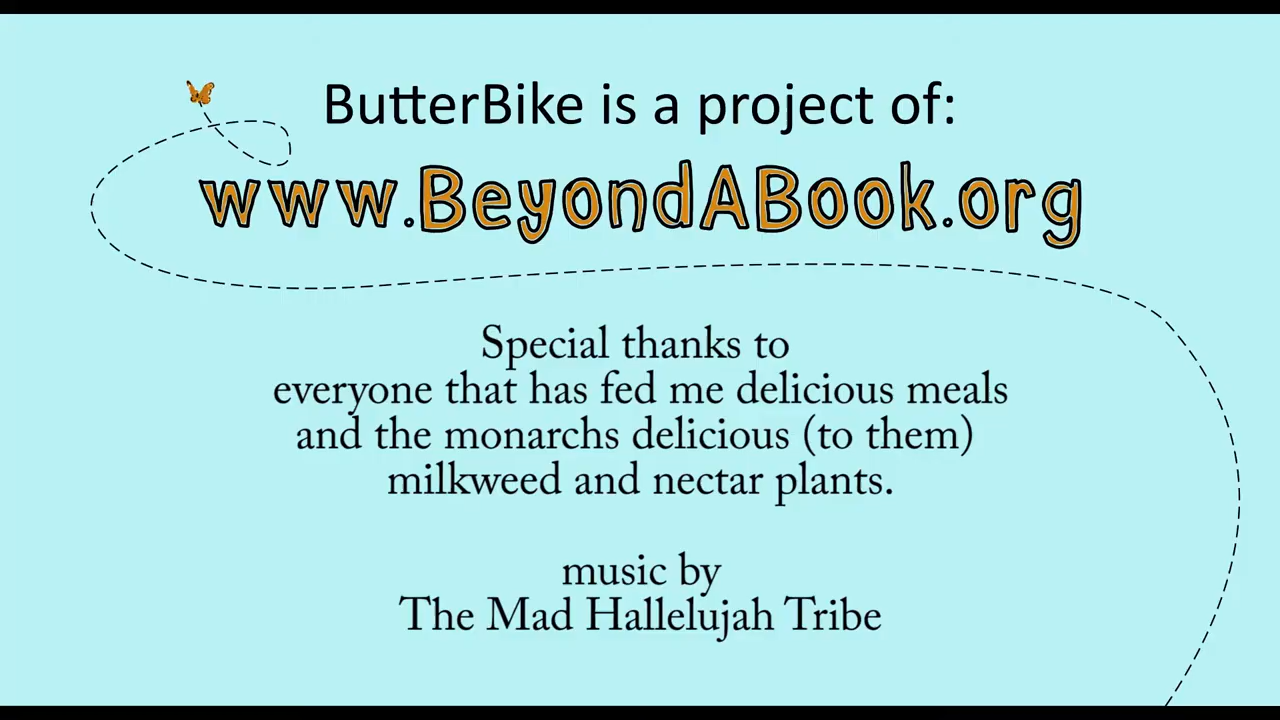 ButterBike is a project of:
www.BeyondABook.org
Special thanks to
everyone that has fed me delicious meals
and the monarchs delicious (to them)
milkweed and nectar plants.
music by
The Mad Hallelujah Tribe